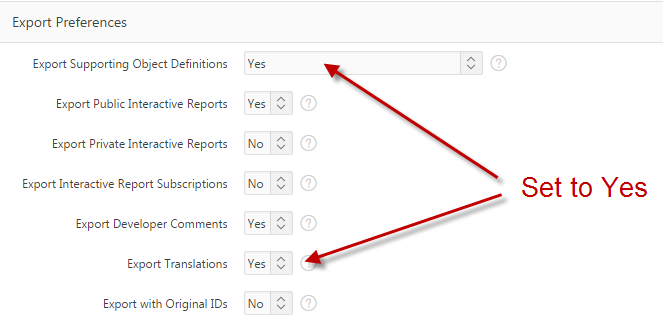 Export Preferences
Export Supporting Object Definitions Yes ?
Export Public Interactive Reports Yes ?
Export Private Interactive Reports No ?
Export Interactive Report Subscriptions No ?
Set to Yes
Export Developer Comments Yes ?
Export Translations Yes
Export with Original IDs No ?